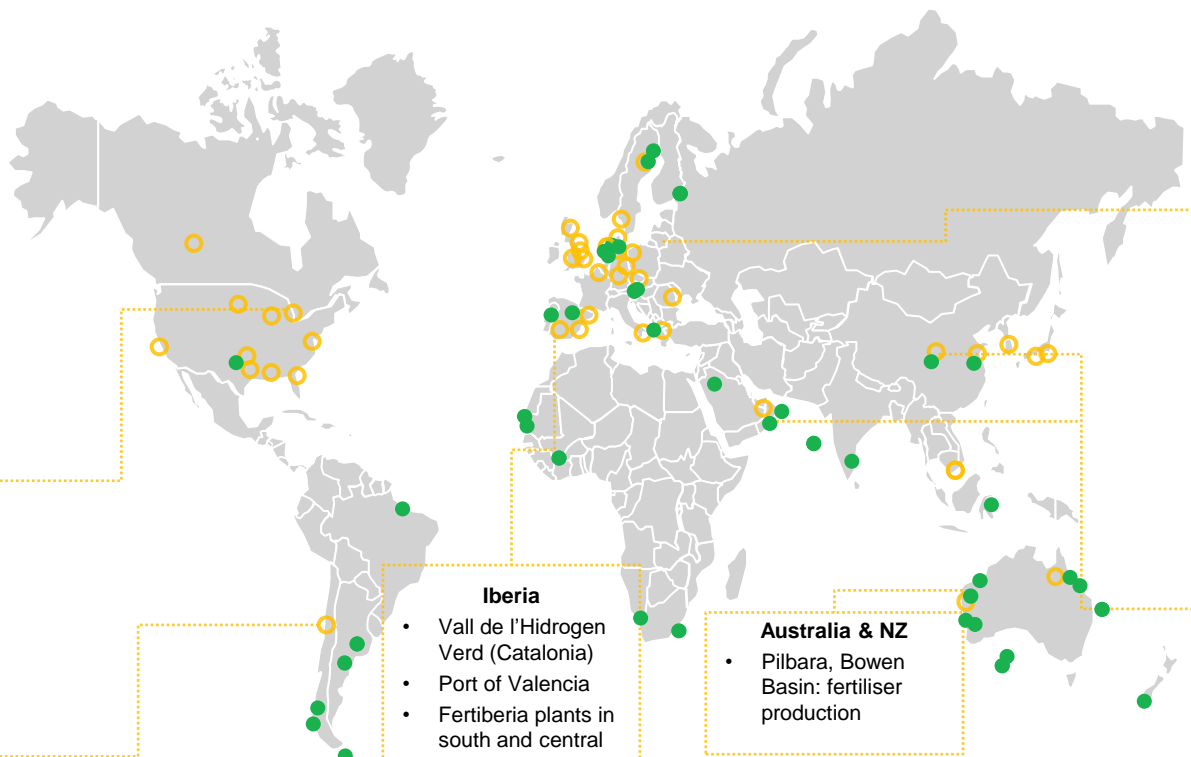 Iberia
• Vall de l’Hidrogen
Verd (Catalonia)
• Port of Valencia
• Fertiberia plants in
south and central
Australia & NZ
• Pilbara, Bowen
Basin: fertiliser
production